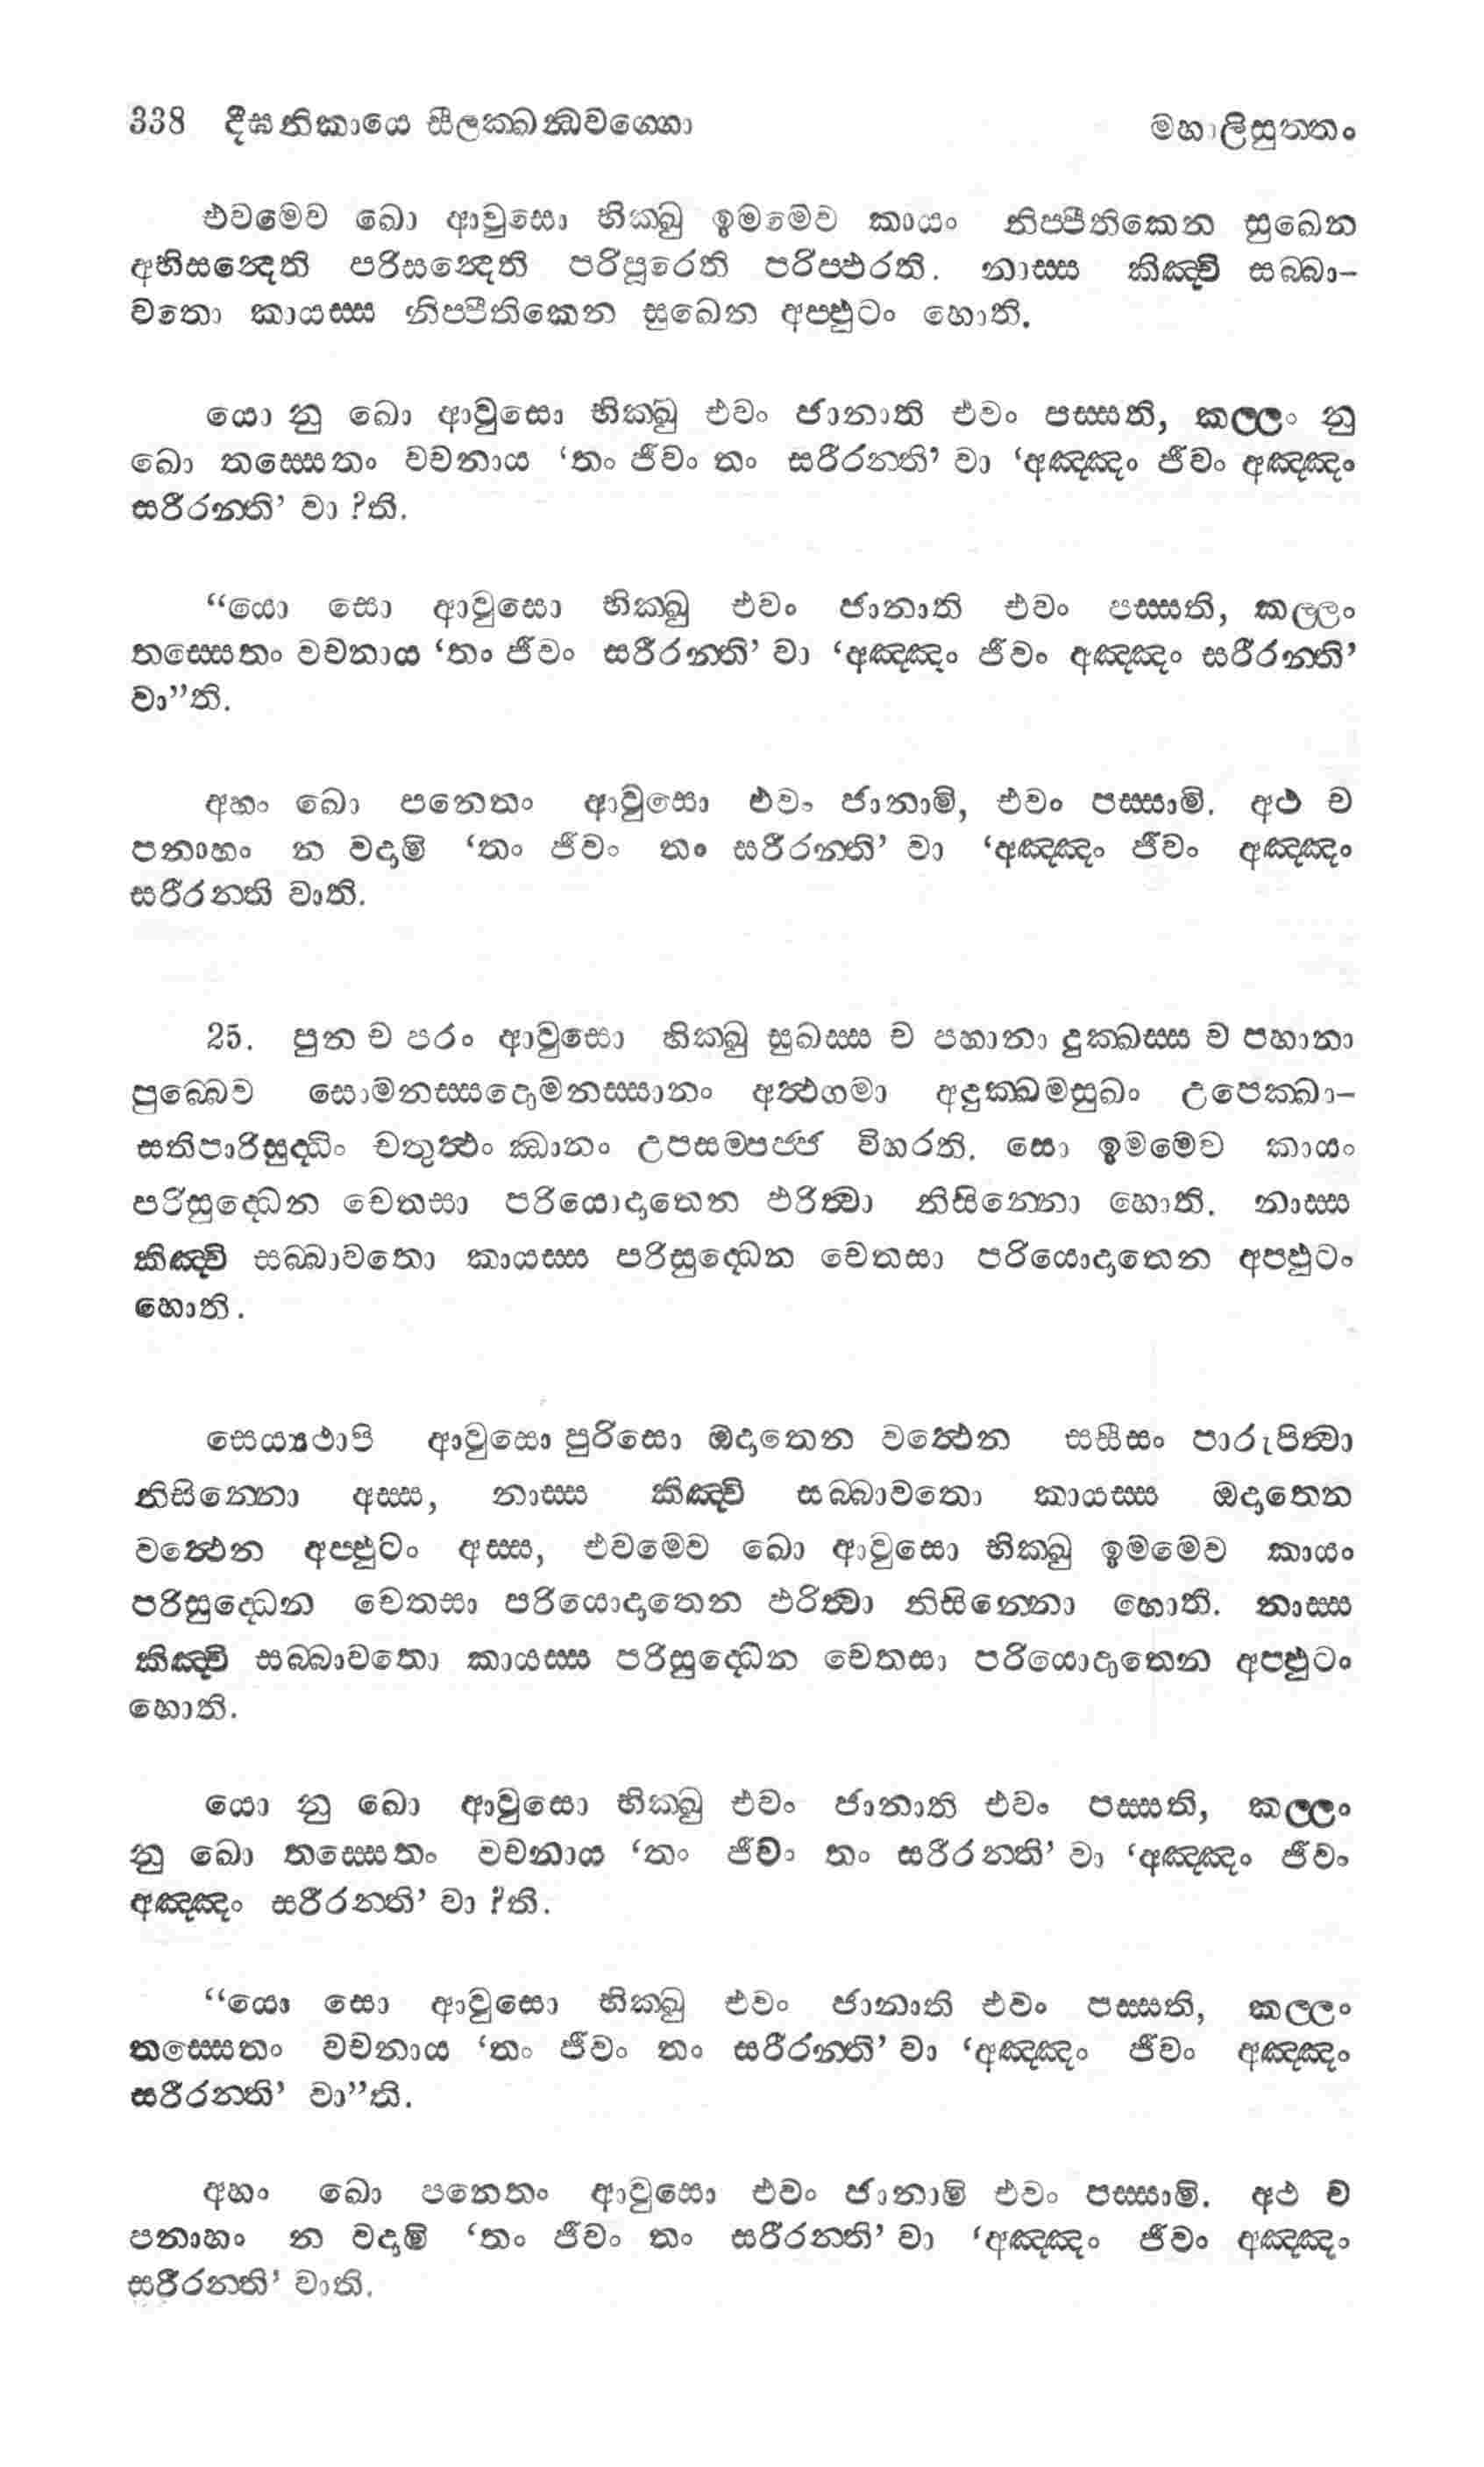 338 දීඝනිකායෙ සීලක්ඛන්ධවග්ගො
මහාලිසුත්තං
එවමෙව ඛො ආවුසො භික්ඛු ඉමමෙව කායං නිප්පීතිකෙන සුඛෙන
අභිසන්දෙති පරිසන්දෙති පරිපූරෙති පරිප්ඵරති. නාස්ස කිඤ්චි සබ්බා-
වතො කායස්ස නිප්පීතිකෙන සුඛෙන අප්ඵුටං හොති.
යො නු ඛො ආවුසො භික්ඛු එවං ජානාති එවං පස්සති, කල්ලං නු
ඛො තස්සෙතං වචනාය ‘තං ජීවං තං සරීරන්ති’ වා ‘අඤ්ඤං ජීවං අඤ්ඤං
සරීරන්ති’ වා ?ති.
“යො සො ආවුසො භික්ඛු එවං ජානාති එවං පස්සති, කල්ලං
තස්සෙතං වචනාය ‘තං ජීවං සරීරන්ති’ වා ‘අඤ්ඤං ජීවං අඤ්ඤං සරීරන්ති’
වා”ති.
අහං ඛො පනෙතං ආවුසො එවං ජානාමි, එවං පස්සාමි. අථ ච
පනාහං න වදාමි ‘තං ජීවං තං සරීරන්ති’ වා ‘අඤ්ඤං ජීවං අඤ්ඤං
සරීරන්ති වාති.
25. පුන ච පරං ආවුසො භික්ඛු සුඛස්ස ච පහානා දුක්ඛස්ස ච පහානා
පුබ්බෙව සොමනස්සදොමනස්සානං අත්ථගමා අදුක්ඛමසුඛං උපෙක්ඛා-
සතිපාරිසුද්ධිං චතුත්ථං ඣානං උපසම්පජ්ජ විහරති. සො ඉමමෙව කායං
පරිසුද්ධෙන චෙතසා පරියොදාතෙන ඵරිත්වා නිසින්නො හොති. නාස්ස
කිඤ්චි සබ්බාවතො කායස්ස පරිසුද්ධෙන චෙතසා පරියොදාතෙන අප්ඵුටං
හොති.
සෙය්‍යථාපි ආවුසො පුරිසො ඔදාතෙන වත්ථෙන සසීසං පාරුපිත්වා
නිසින්නො අස්ස, නාස්ස කිඤ්චි සබ්බාවතො කායස්ස ඔදාතෙන
වත්ථෙන අප්ඵුටං අස්ස, එවමෙව ඛො ආවුසො භික්ඛු ඉමමෙව කායං
පරිසුද්ධෙන චෙතසා පරියොදාතෙන ඵරිත්වා නිසින්නො හොති. නාස්ස
කිඤ්චි සබ්බාවතො කායස්ස පරිසුද්ධෙන චෙතසා පරියොදාතෙන අප්ඵුටං
හොති.
යො නු ඛො ආවුසො භික්ඛු එවං ජානාති එවං පස්සති, කල්ලං
නු ඛො තස්සෙතං වචනාය ‘තං ජීවං තං සරීරන්ති’ වා ‘අඤ්ඤං ජීවං
අඤ්ඤං සරීරන්ති’ වා ?ති.
“යො සො ආවුසො භික්ඛු එවං ජානාති එවං පස්සති, කල්ලං
තස්සෙතං වචනාය ‘තං ජීවං තං සරීරන්ති’ වා ‘අඤ්ඤං ජීවං අඤ්ඤං
සරීරන්ති’ වා”ති.
අහං ඛො පනෙතං ආවුසො එවං ජානාමි එවං පස්සාමි. අථ ච
පනාහං න වදාමි ‘තං ජීවං තං සරීරන්ති’ වා ‘අඤ්ඤං ජීවං අඤ්ඤං
සරීරන්ති’ වාති.